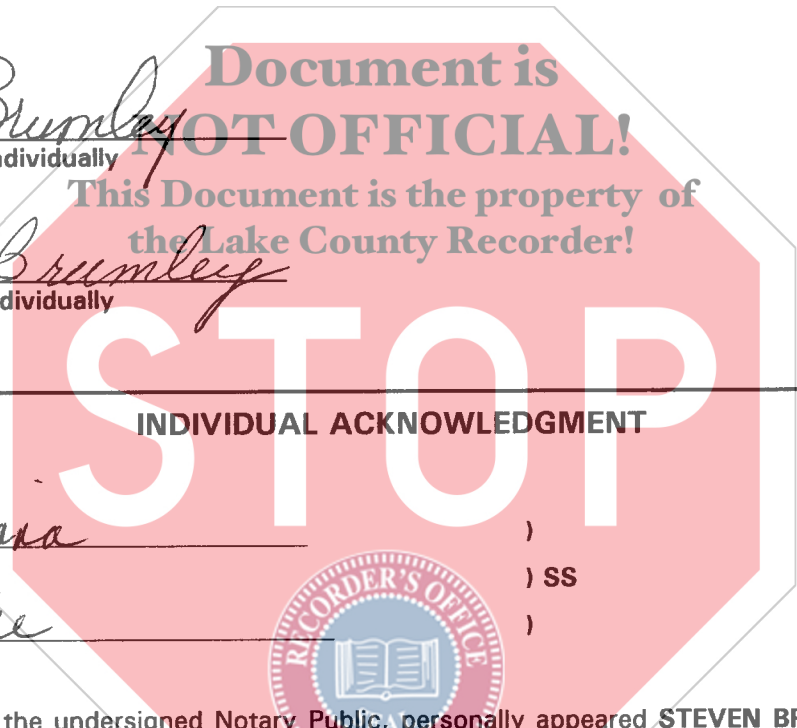 Document is
Brumley
NOT OFFICIAL!
ndividually
This Document is the property of
the Lake County Recorder!
Brumley
dividually
STOP
INDIVIDUAL ACKNOWLEDGMENT
ana
)
) SS
)
RECORDER'S OFFICE
the undersigned Notary Public, personally appeared STEVEN BR